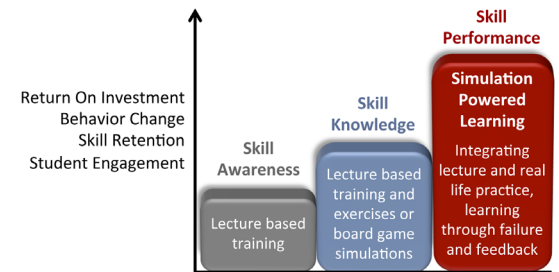 Return On Investment
Behavior Change
Skill Retention
Student Engagement
Skill
Awareness
Lecture based
training
Skill
Knowledge
Lecture based
training and
exercises or
board game
simulations
Skill
Performance
Simulation
Powered
Learning
Integrating
lecture and real
life practice,
learning
through failure
and feedback